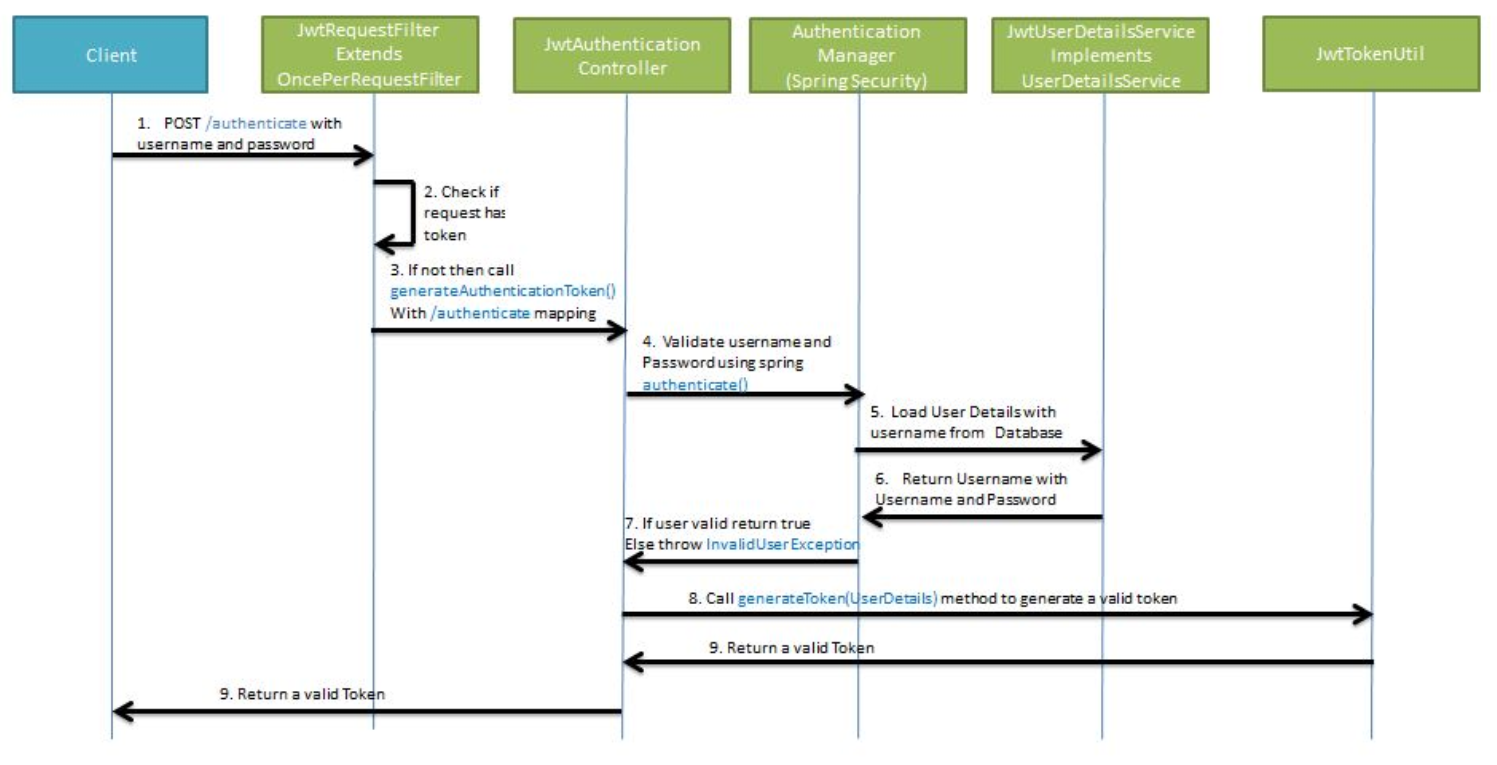 Client
JwtRequestFilter
Extends
OncePerRequestFilter
JwtAuthentication
Controller
Authentication
Manager
(Spring Security)
JwtUserDetailsService
Implements
UserDetailsService
JwtTokenUtil
1. POST /authenticate with
username and password
2. Check if
request has
token
3. If not then call
generateAuthenticationToken()
With /authenticate mapping
4. Validate username and
Password using spring
authenticate()
5. Load User Details with
username from Database
6. Return Username with
Username and Password
7. If user valid return true
Else throw InvalidUserException
8. Call generateToken(UserDetails) method to generate a valid token
9. Return a valid Token
9. Return a valid Token